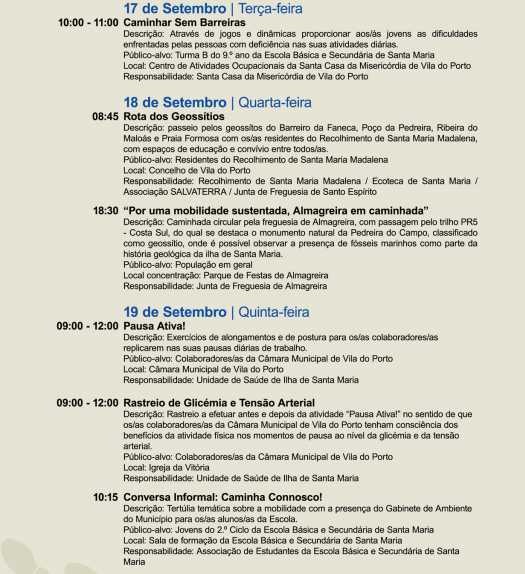 17 de Setembro | Terça-feira
10:00 - 11:00 Caminhar Sem Barreiras
Descrição: Através de jogos e dinâmicas proporcionar aos/às jovens as dificuldades
enfrentadas pelas pessoas com deficiência nas suas atividades diárias.
Público-alvo: Turma B do 9.º ano da Escola Básica e Secundária de Santa Maria
Local: Centro de Atividades Ocupacionais da Santa Casa da Misericórdia de Vila do Porto
Responsabilidade: Santa Casa da Misericórdia de Vila do Porto
18 de Setembro | Quarta-feira
08:45 Rota dos Geossítios
Descrição: passeio pelos geossítios do Barreiro da Faneca, Poço da Pedreira, Ribeira do
Maloás e Praia Formosa com os/as residentes do Recolhimento de Santa Maria Madalena,
com espaços de educação e convívio entre todos/as.
Público-alvo: Residentes do Recolhimento de Santa Maria Madalena
Local: Concelho de Vila do Porto
Responsabilidade: Recolhimento de Santa Maria Madalena / Ecoteca de Santa Maria /
Associação SALVATERRA / Junta de Freguesia de Santo Espírito
18:30 “Por uma mobilidade sustentada, Almagreira em caminhada”
Descrição: Caminhada circular pela freguesia de Almagreira, com passagem pelo trilho PR5
- Costa Sul, do qual se destaca o monumento natural da Pedreira do Campo, classificado
como geossítio, onde é possível observar a presença de fósseis marinhos como parte da
história geológica da ilha de Santa Maria.
Público-alvo: População em geral
Local concentração: Parque de Festas de Almagreira
Responsabilidade: Junta de Freguesia de Almagreira
19 de Setembro | Quinta-feira
09:00 - 12:00 Pausa Ativa!
Descrição: Exercícios de alongamentos e de postura para os/as colaboradores/as
replicarem nas suas pausas diárias de trabalho.
Público-alvo: Colaboradores/as da Câmara Municipal de Vila do Porto
Local: Câmara Municipal de Vila do Porto
Responsabilidade: Unidade de Saúde de Ilha de Santa Maria
09:00 - 12:00 Rastreio de Glicémia e Tensão Arterial
Descrição: Rastreio a efetuar antes e depois da atividade “Pausa Ativa!” no sentido de que
os/as colaboradores/as da Câmara Municipal de Vila do Porto tenham consciência dos
benefícios da atividade física nos momentos de pausa ao nível da glicémia e da tensão
arterial.
Público-alvo: Colaboradores/as da Câmara Municipal de Vila do Porto
Local: Igreja da Vitória
Responsabilidade: Unidade de Saúde de Ilha de Santa Maria
10:15 Conversa Informal: Caminha Connosco!
Descrição: Tertúlia temática sobre a mobilidade com a presença do Gabinete de Ambiente
do Município para os/as alunos/as da Escola.
Público-alvo: Jovens do 2.º Ciclo da Escola Básica e Secundária de Santa Maria
Local: Sala de formação da Escola Básica e Secundária de Santa Maria
Responsabilidade: Associação de Estudantes da Escola Básica e Secundária de Santa
Maria